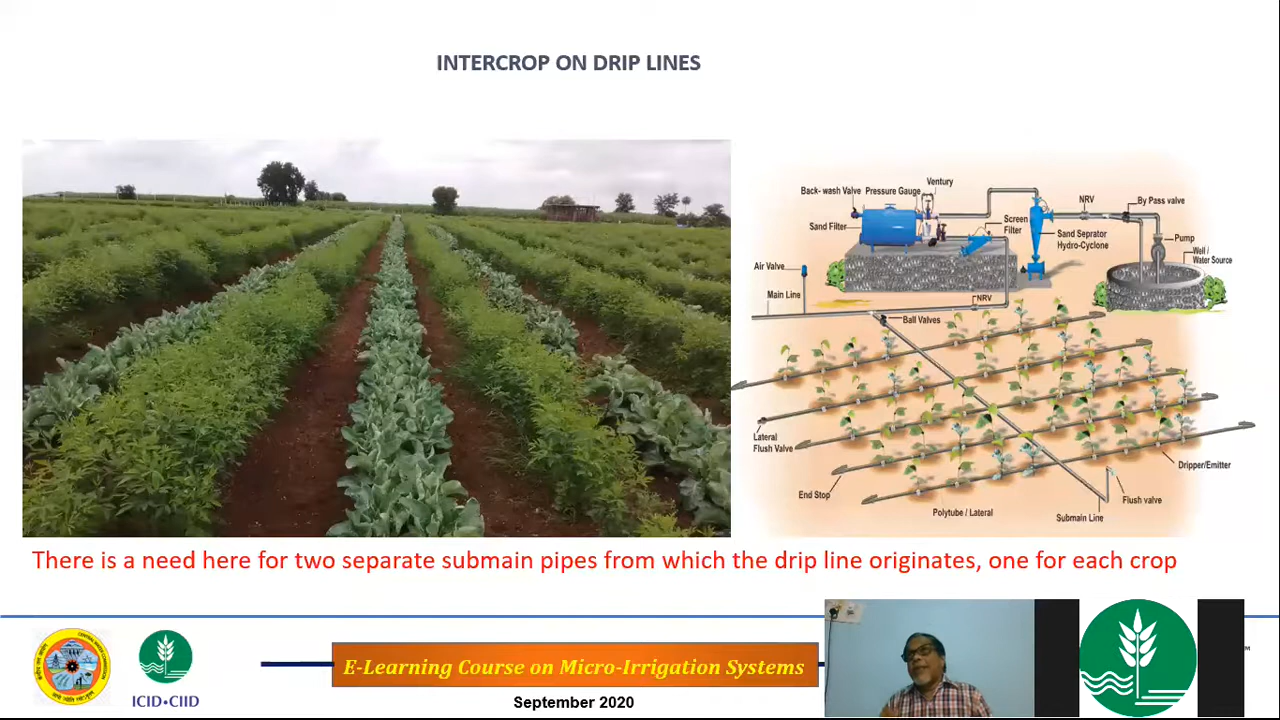 INTERCROP ON DRIP LINES
Back- wash Valve
Pressure Gauge
Ventury
Sand Filter
Screen
Filter
NRV
By Pass valve
Sand Seprator
Hydro-Cyclone
Pump
Well /
Water Source
Air Valve
Main Line
NRV
Ball Valves
Lateral
Flush Valve
Dripper/Emitter
End Stop
Flush valve
Polytube / Lateral
Submain Line
There is a need here for two separate submain pipes from which the drip line originates, one for each crop
E-Learning Course on Micro-Irrigation Systems
ICID•CIID
September 2020